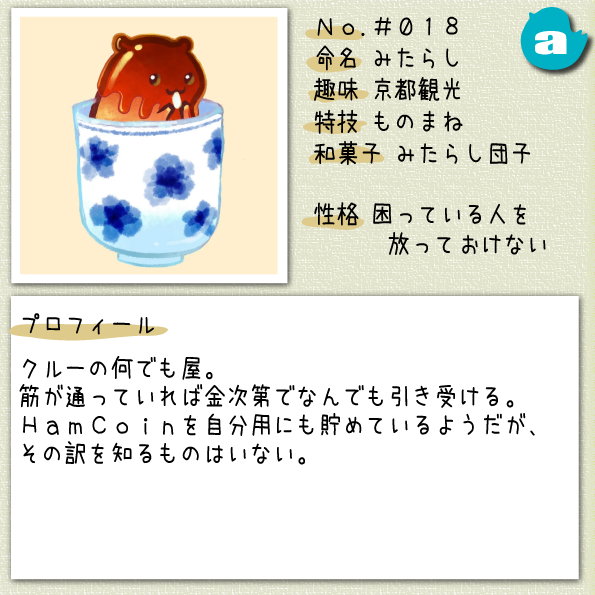 No.#018
a
命名 みたらし
趣味 京都観光
特技 ものまね
和菓子 みたらし団子
性格 困っている人を
放っておけない
プロフィール
クルーの何でも屋。
筋が通っていれば金次第でなんでも引き受ける。
HamCoinを自分用にも貯めているようだが、
その訳を知るものはいない。